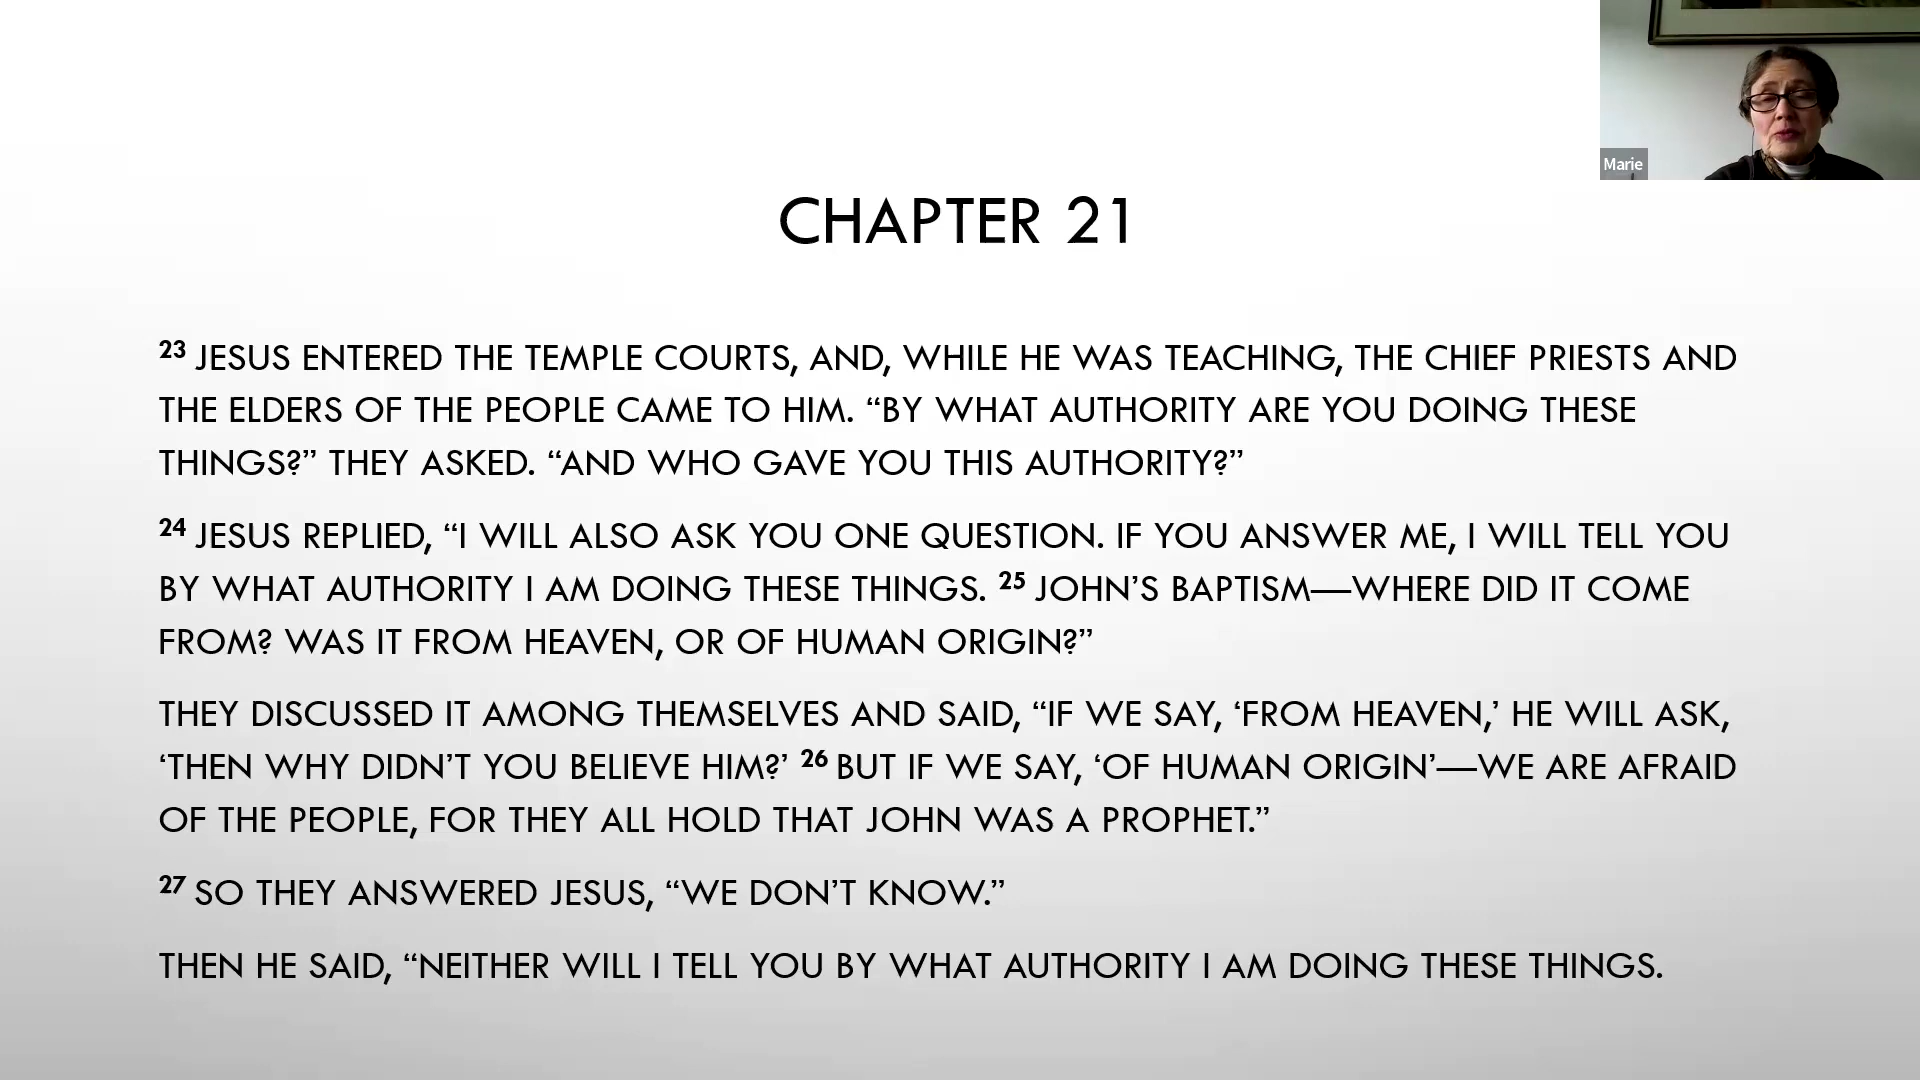 Marie
CHAPTER 21
23 JESUS ENTERED THE TEMPLE COURTS, AND, WHILE HE WAS TEACHING, THE CHIEF PRIESTS AND
THE ELDERS OF THE PEOPLE CAME TO HIM. “BY WHAT AUTHORITY ARE YOU DOING THESE
THINGS?” THEY ASKED. “AND WHO GAVE YOU THIS AUTHORITY?”
24 JESUS REPLIED, “I WILL ALSO ASK YOU ONE QUESTION. IF YOU ANSWER ME, I WILL TELL YOU
BY WHAT AUTHORITY I AM DOING THESE THINGS. 25 JOHN’S BAPTISM—WHERE DID IT COME
FROM? WAS IT FROM HEAVEN, OR OF HUMAN ORIGIN?”
THEY DISCUSSED IT AMONG THEMSELVES AND SAID, “IF WE SAY, ‘FROM HEAVEN,’ HE WILL ASK,
‘THEN WHY DIDN’T YOU BELIEVE HIM?’ 26 BUT IF WE SAY, ‘OF HUMAN ORIGIN’—WE ARE AFRAID
OF THE PEOPLE, FOR THEY ALL HOLD THAT JOHN WAS A PROPHET.”
27 SO THEY ANSWERED JESUS, “WE DON’T KNOW.”
THEN HE SAID, “NEITHER WILL I TELL YOU BY WHAT AUTHORITY I AM DOING THESE THINGS.